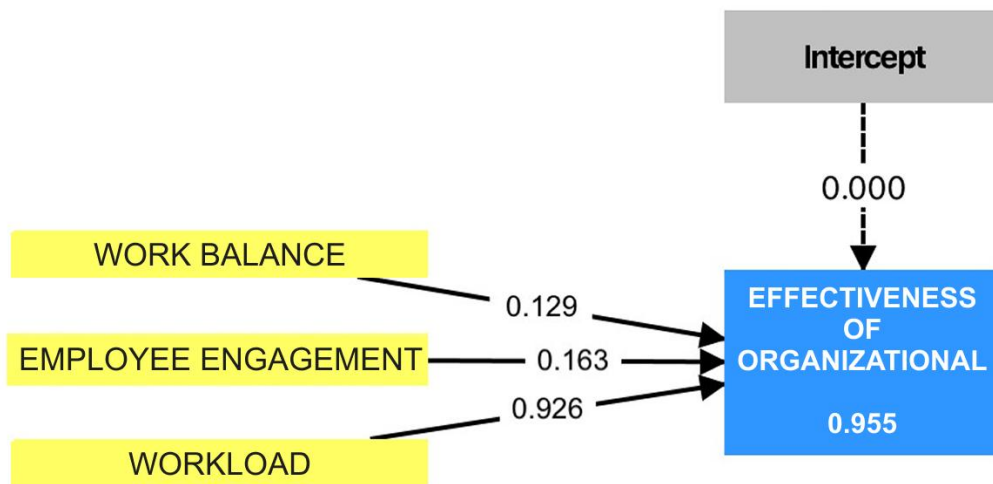 Intercept
0.000
WORK BALANCE
0.129
EMPLOYEE ENGAGEMENT
0.163
WORKLOAD
0.926
EFFECTIVENESS
OF
ORGANIZATIONAL
0.955